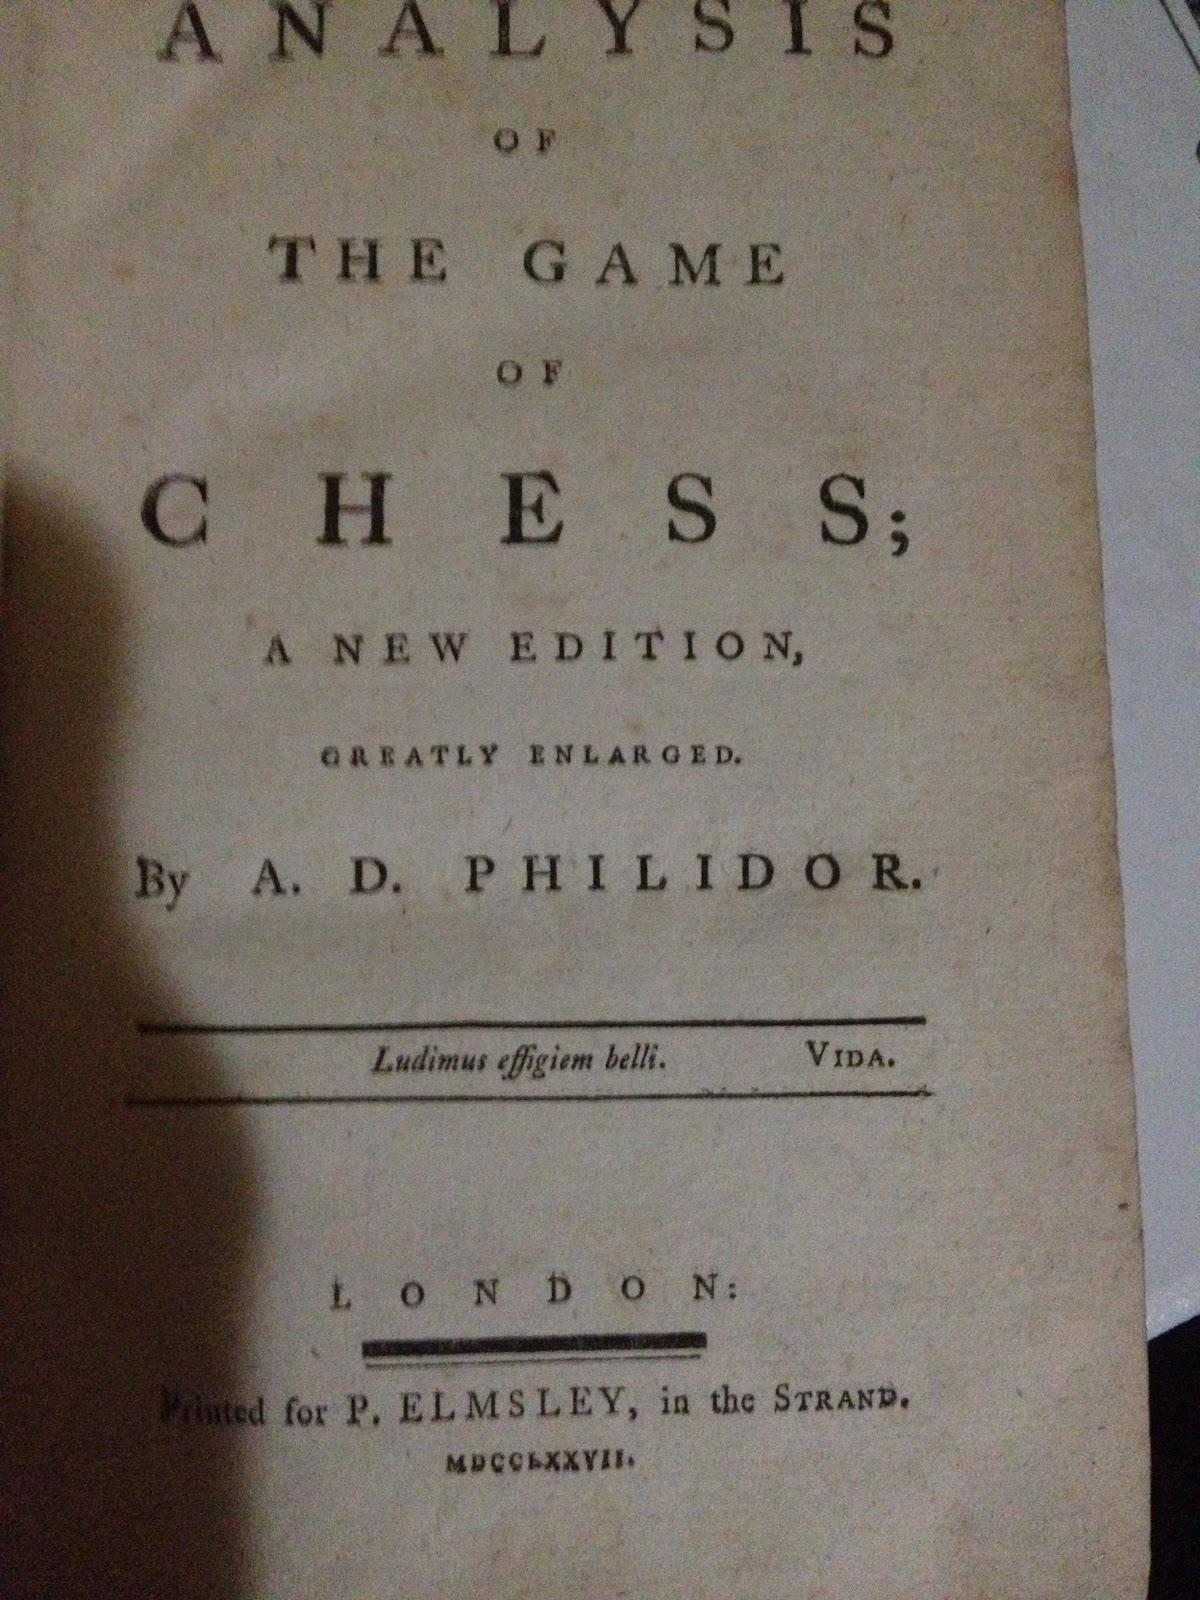 ANALYSIS
OF
THE GAME
OF
CHESS;
A NEW EDITION,
GREATLY ENLARGED.
By A. D. PHILIDOR.
Ludimus effigiem belli. VIDA.
LONDON:
Printed for P. ELMSLEY, in the STRAND.
MDCCLXXVII.